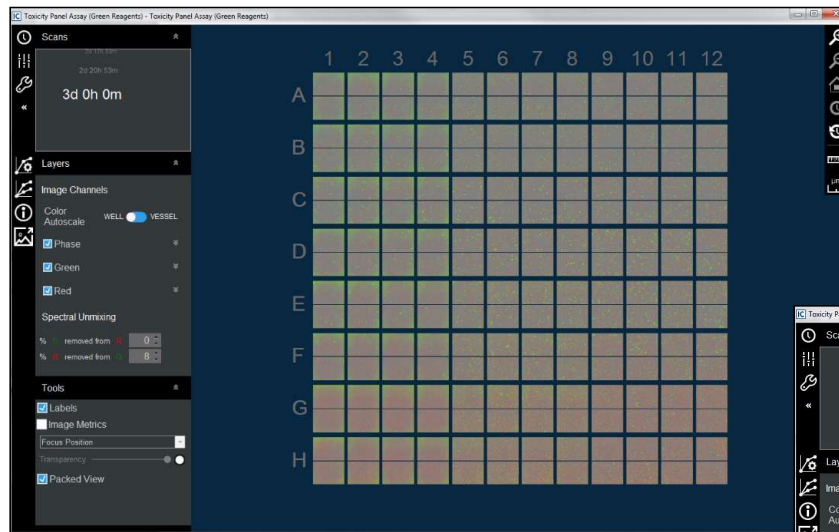 IC Toxicity Panel Assay (Green Reagents) - Toxicity Panel Assay (Green Reagents)
Scans
2d 20h 53m
3d 0h 0m
Layers
Image Channels
Color Autoscale WELL VESSEL
Phase
Green
Red
Spectral Unmixing
% G removed from R 0
% R removed from G 8
Tools
Labels
Image Metrics
Focus Position
Transparency
Packed View
1 2 3 4 5 6 7 8 9 10 11 12
A
B
C
D
E
F
G
H
µm
IC Toxicity P
Sca
Lay
Ima
Co
Au